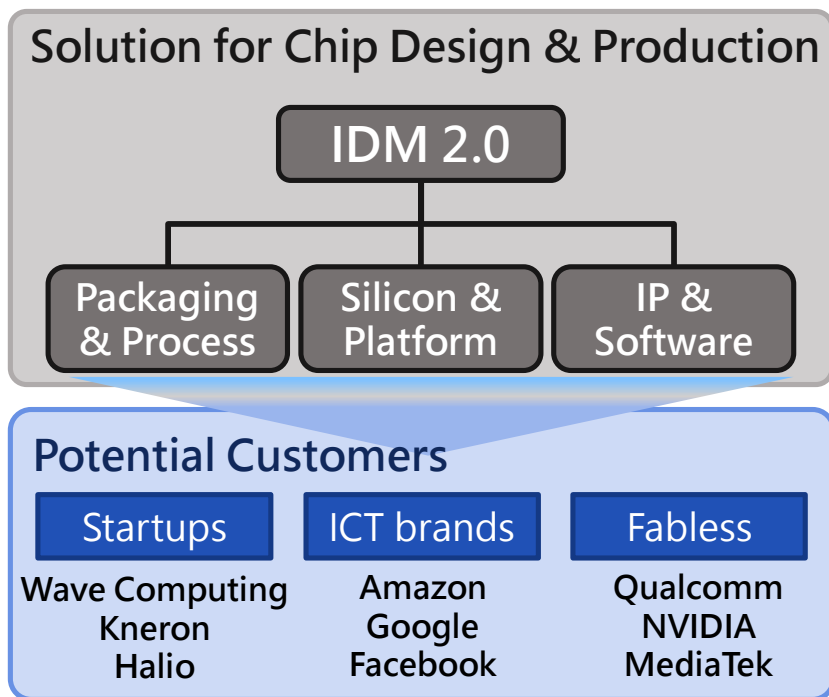 Solution for Chip Design & Production
IDM 2.0
Packaging
& Process
Silicon &
Platform
IP &
Software
Potential Customers
Startups
Wave Computing
Kneron
Halio
ICT brands
Amazon
Google
Facebook
Fabless
Qualcomm
NVIDIA
MediaTek